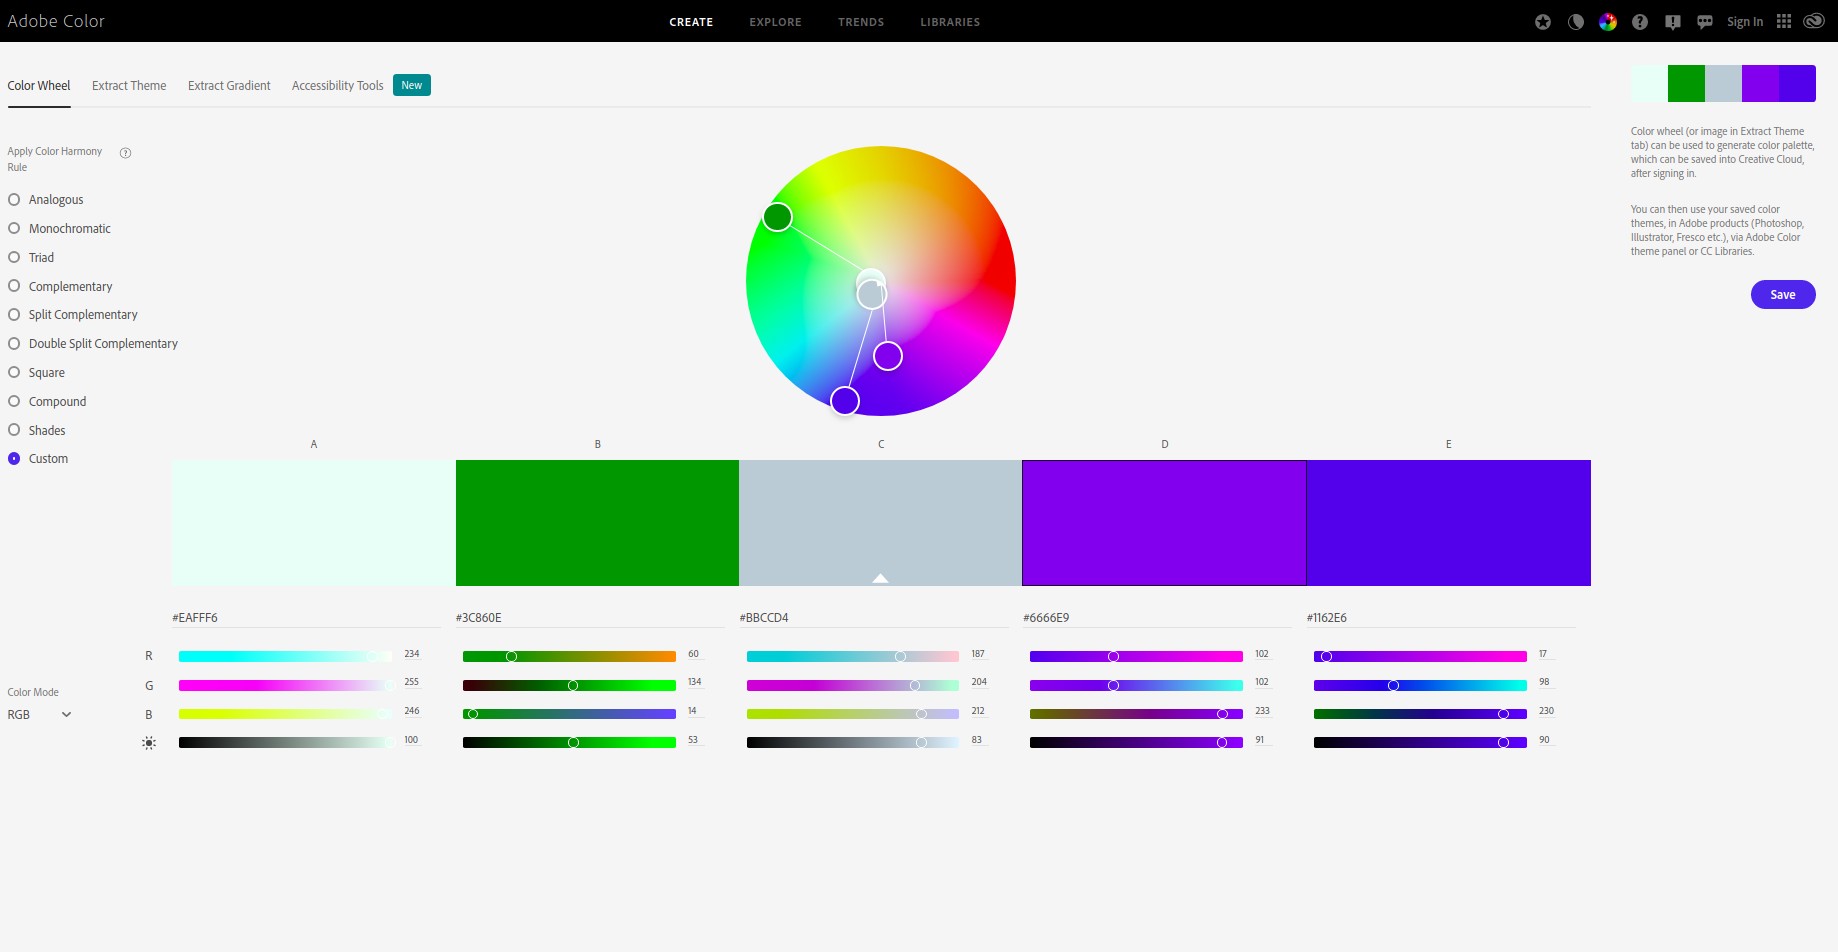 Adobe Color
CREATE EXPLORE TRENDS LIBRARIES
Sign In
Color Wheel Extract Theme Extract Gradient Accessibility Tools New
Apply Color Harmony
Rule
Analogous
Monochromatic
Triad
Complementary
Split Complementary
Double Split Complementary
Square
Compound
Shades
Custom
Color wheel (or image in Extract Theme
tab) can be used to generate color palette,
which can be saved into Creative Cloud,
after signing in.
You can then use your saved color
themes, in Adobe products (Photoshop,
Illustrator, Fresco etc.), via Adobe Color
theme panel or CC Libraries.
Save
A B C D E
#EAFFF6 #3C860E #BBCCD4 #6666E9 #1162E6
R 234 60 187 102 17
G 255 134 204 102 98
B 246 14 212 233 230
100 53 83 91 90
Color Mode
RGB